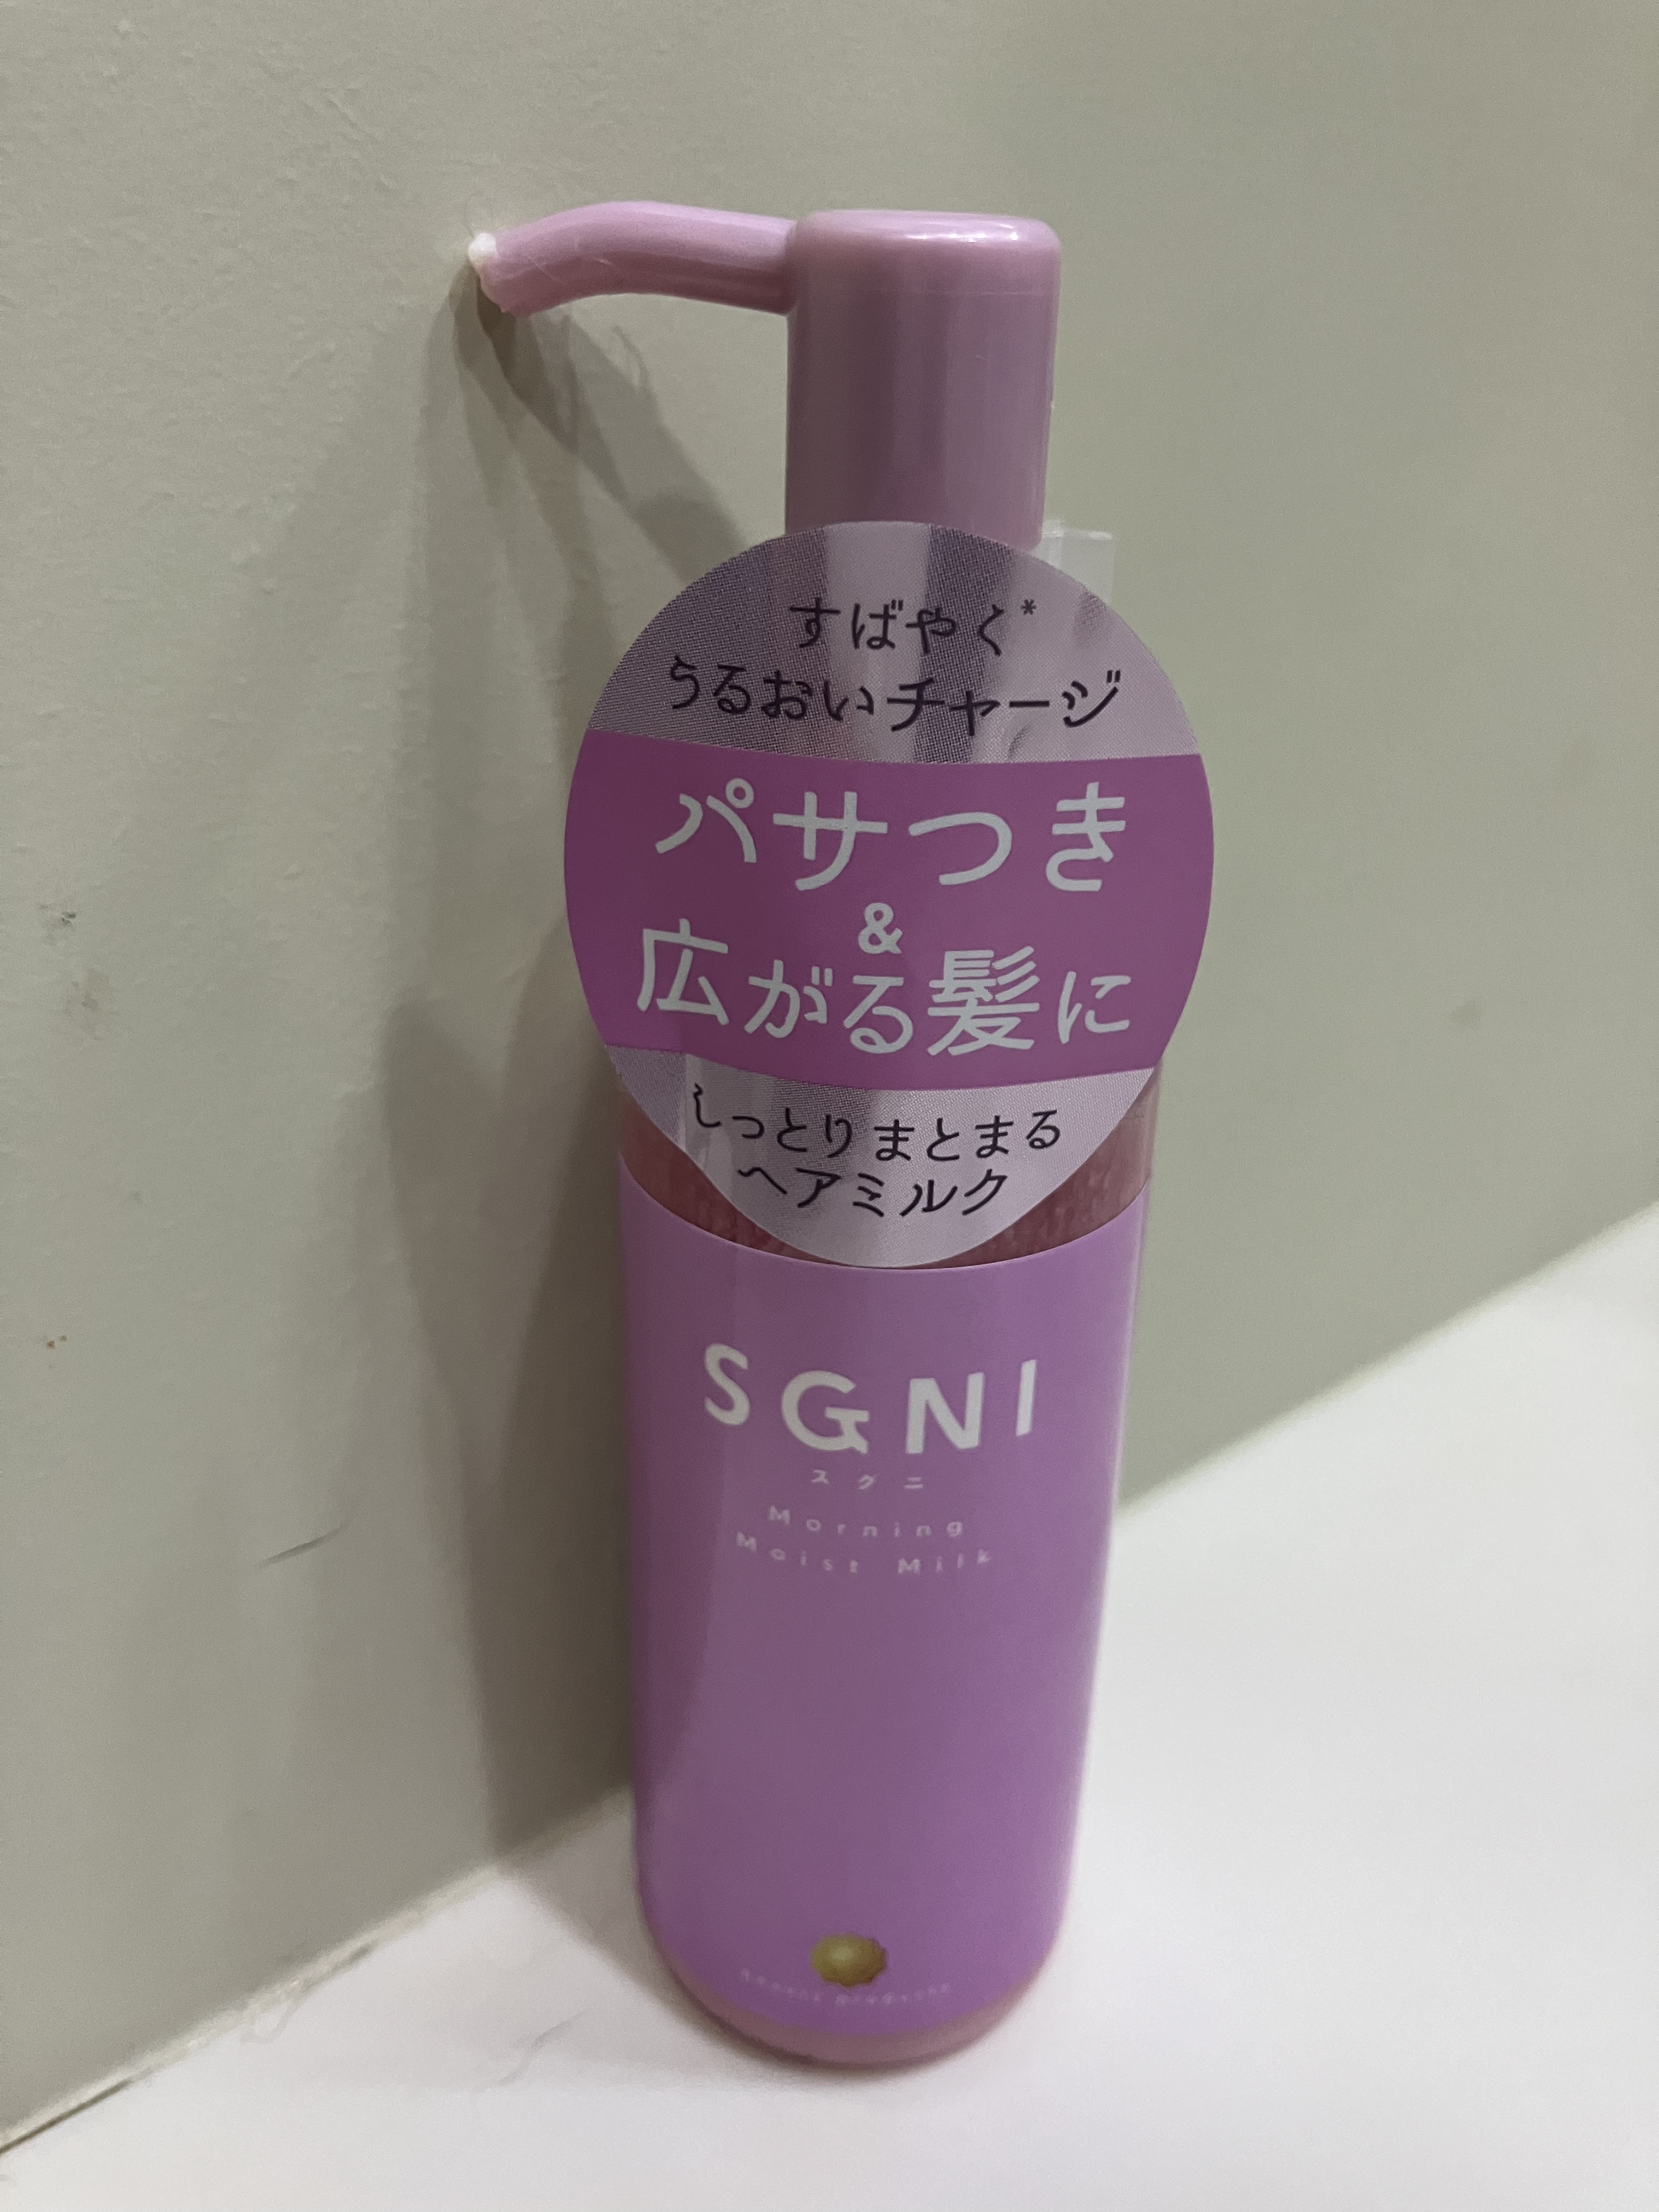 すばやく*
うるおいチャージ
パサつき
&
広がる髪に
しっとりまとまる
ヘアミルク
SGNI
スグニ
Morning
Moist Milk